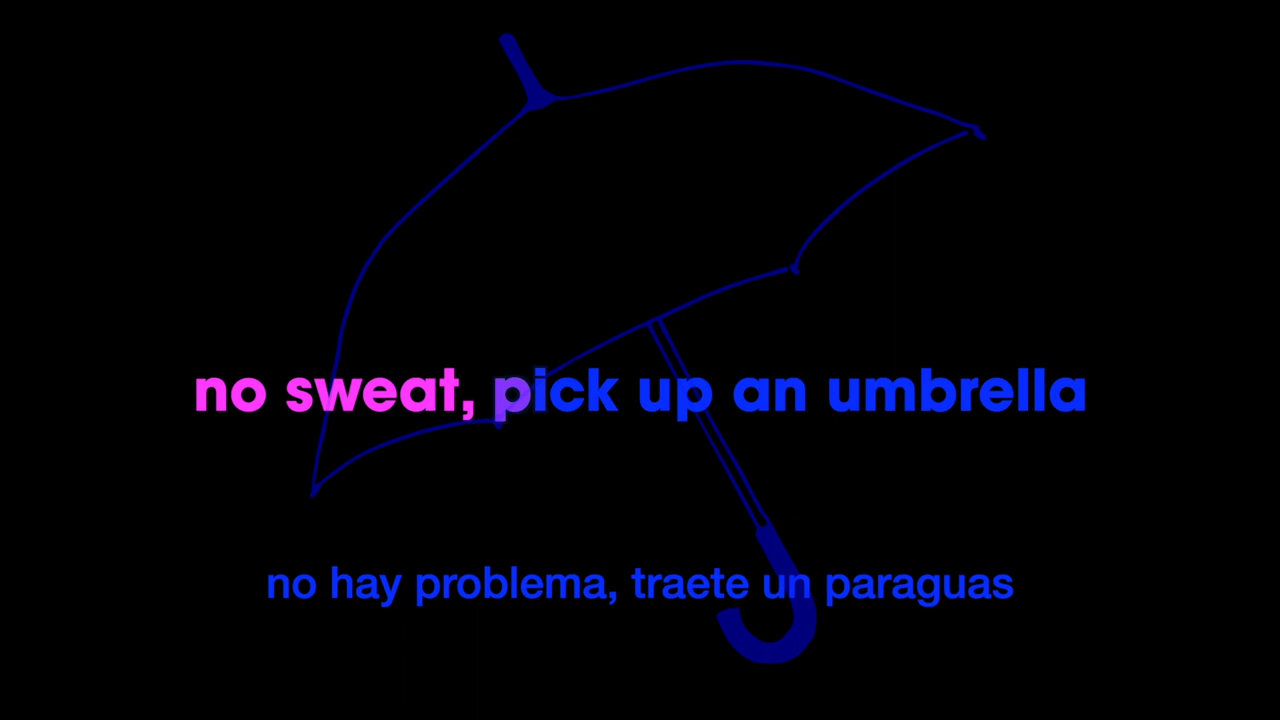 no sweat, pick up an umbrella
no hay problema, traete un paraguas